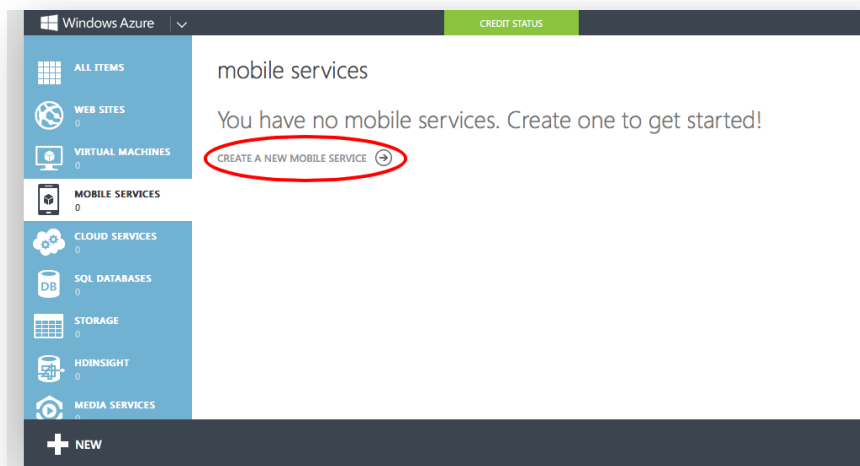 Windows Azure
CREDIT STATUS
ALL ITEMS
WEB SITES
0
VIRTUAL MACHINES
0
MOBILE SERVICES
0
CLOUD SERVICES
0
DB
SQL DATABASES
0
STORAGE
0
HDINSIGHT
0
MEDIA SERVICES
0
mobile services
You have no mobile services. Create one to get started!
CREATE A NEW MOBILE SERVICE
NEW